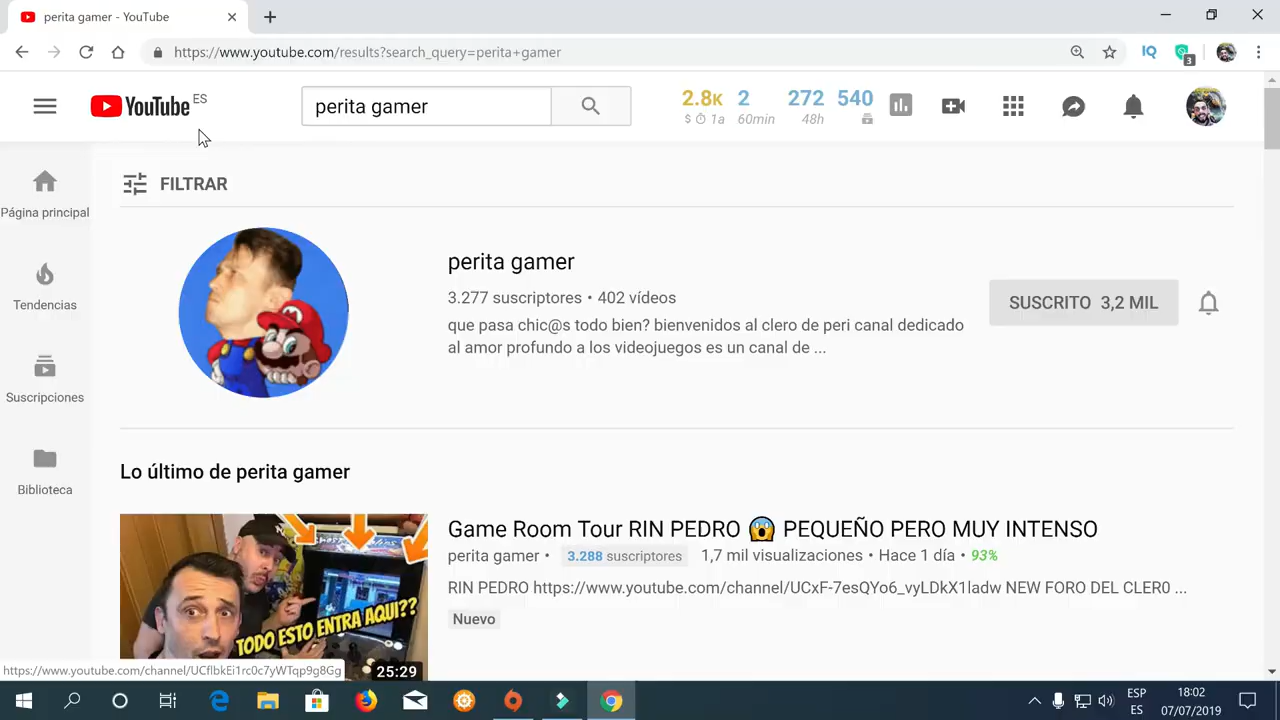 perita gamer - YouTube
https://www.youtube.com/results?search_query=perita+gamer
IQ
3
YouTube ES
perita gamer
2.8K 2 272 540
$ 1a 60min 48h
FILTRAR
Página principal
Tendencias
Suscripciones
Biblioteca
perita gamer
3.277 suscriptores • 402 vídeos
que pasa chic@s todo bien? bienvenidos al clero de peri canal dedicado
al amor profundo a los videojuegos es un canal de ...
SUSCRITO 3,2 MIL
Lo último de perita gamer
TODO ESTO ENTRA AQUI??
25:29
Game Room Tour RIN PEDRO 😱 PEQUEÑO PERO MUY INTENSO
perita gamer • 3.288 suscriptores 1,7 mil visualizaciones • Hace 1 día • 93%
RIN PEDRO https://www.youtube.com/channel/UCxF-7esQYo6_vyLDkX1ladw NEW FORO DEL CLER0 ...
Nuevo
https://www.youtube.com/channel/UCflbkEi1rc0c7yWTqp9g8Gg
ESP
ES
18:02
07/07/2019